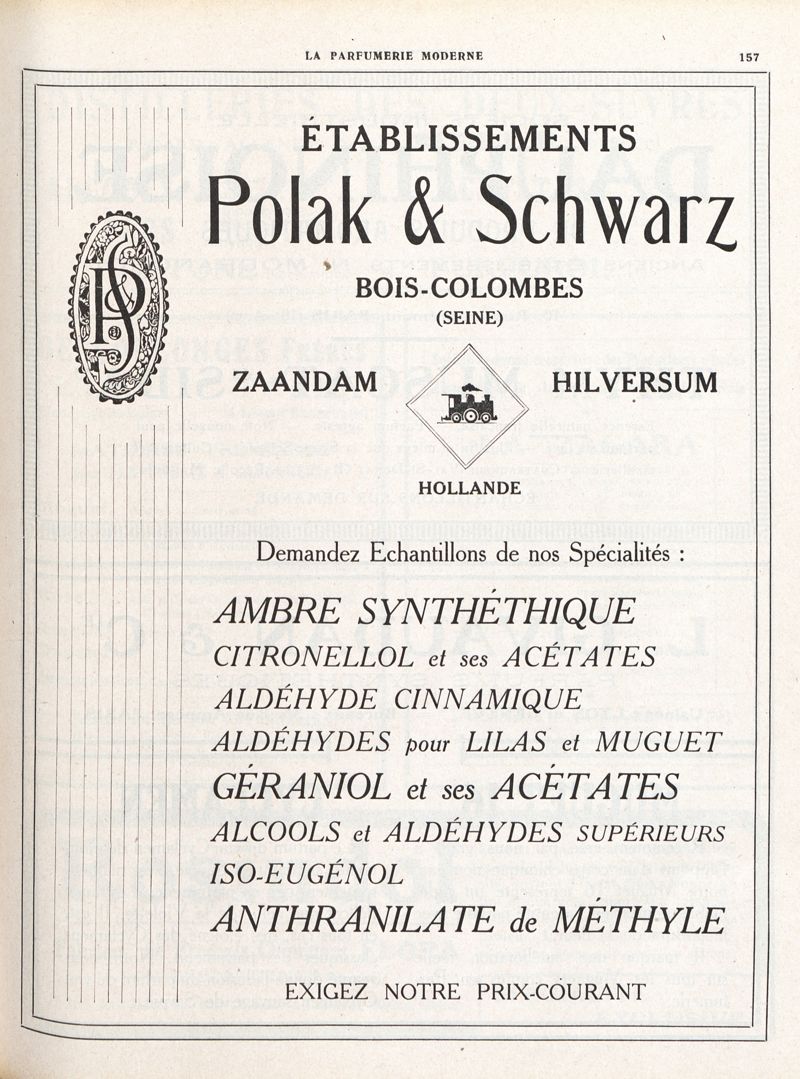 LA PARFUMERIE MODERNE 157
ÉTABLISSEMENTS
Polak & Schwarz
P&S
BOIS-COLOMBES
(SEINE)
ZAANDAM HILVERSUM
HOLLANDE
Demandez Echantillons de nos Spécialités :
AMBRE SYNTHÉTHIQUE
CITRONELLOL et ses ACÉTATES
ALDÉHYDE CINNAMIQUE
ALDÉHYDES pour LILAS et MUGUET
GÉRANIOL et ses ACÉTATES
ALCOOLS et ALDÉHYDES SUPÉRIEURS
ISO-EUGÉNOL
ANTHRANILATE de MÉTHYLE
EXIGEZ NOTRE PRIX-COURANT